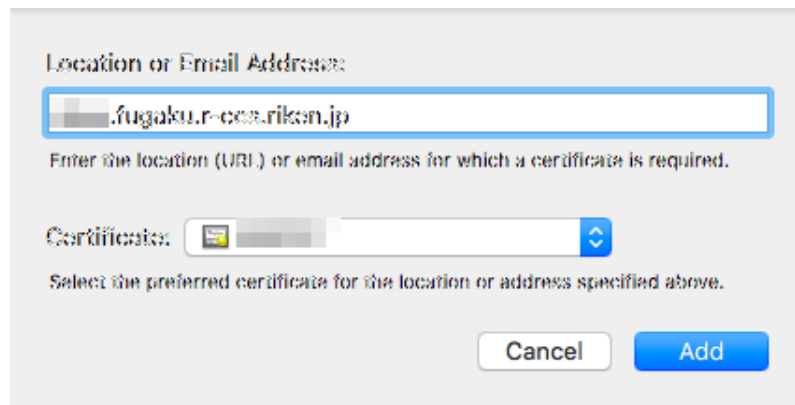 Location or Email Address:
.fugaku.r-ccs.riken.jp
Enter the location (URL) or email address for which a certificate is required.
Certificate:
Select the preferred certificate for the location or address specified above.
Cancel Add